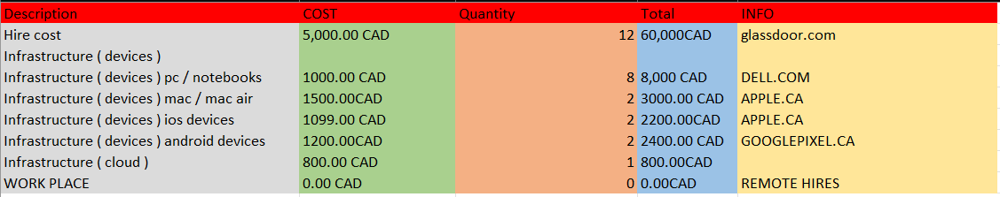 Description COST Quantity Total INFO
Hire cost 5,000.00 CAD 12 60,000CAD glassdoor.com
Infrastructure ( devices )
Infrastructure ( devices ) pc / notebooks 1000.00 CAD 8 8,000 CAD DELL.COM
Infrastructure ( devices ) mac / mac air 1500.00CAD 2 3000.00 CAD APPLE.CA
Infrastructure ( devices ) ios devices 1099.00 CAD 2 2200.00CAD APPLE.CA
Infrastructure ( devices ) android devices 1200.00CAD 2 2400.00 CAD GOOGLEPIXEL.CA
Infrastructure ( cloud ) 800.00 CAD 1 800.00CAD
WORK PLACE 0.00 CAD 0 0.00CAD REMOTE HIRES